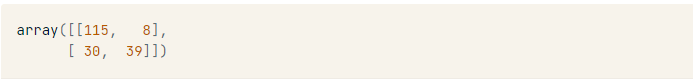 array([[115,   8],
       [ 30,  39]])